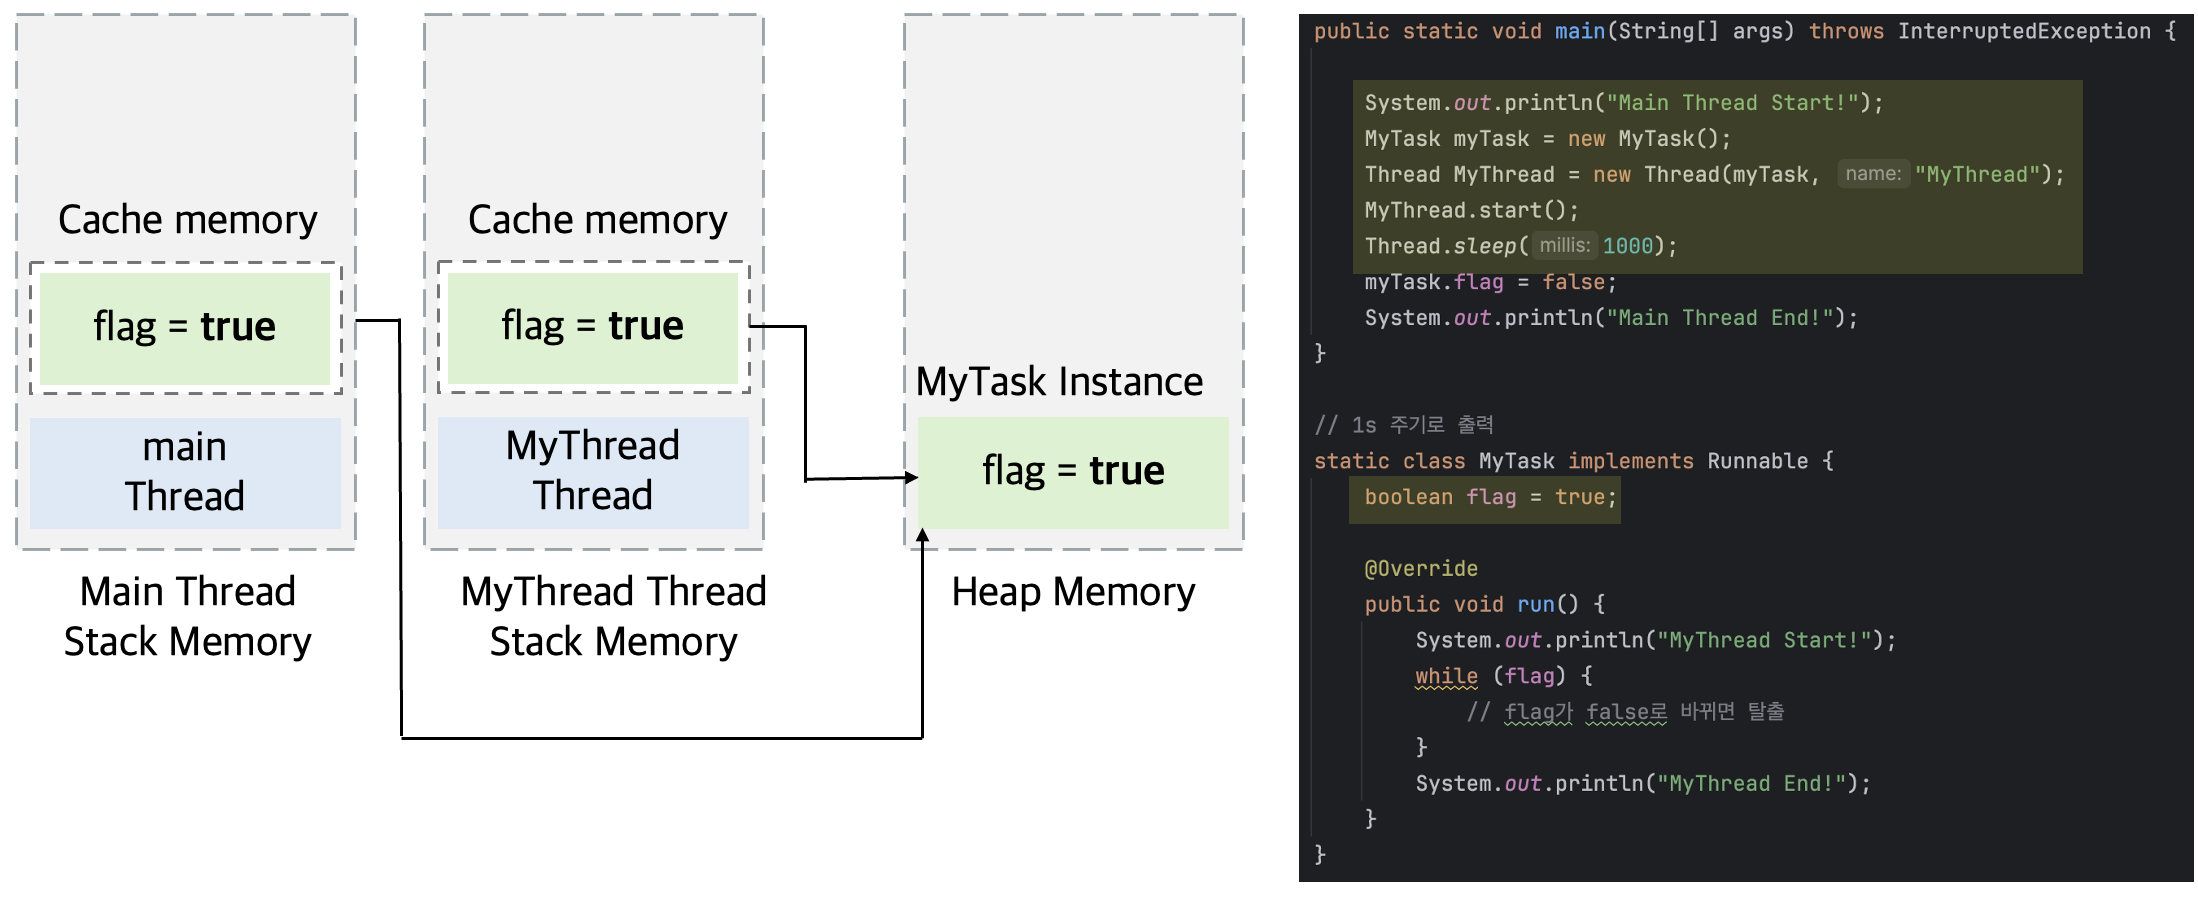 Cache memory
flag = true
main
Thread
Main Thread
Stack Memory
Cache memory
flag = true
MyThread
Thread
MyThread Thread
Stack Memory
MyTask Instance
flag = true
Heap Memory
public static void main(String[] args) throws InterruptedException {
System.out.println("Main Thread Start!");
MyTask myTask = new MyTask();
Thread MyThread = new Thread(myTask, name: "MyThread");
MyThread.start();
Thread.sleep( millis: 1000);
myTask.flag = false;
System.out.println("Main Thread End!");
}
// 1s 주기로 출력
static class MyTask implements Runnable {
boolean flag = true;
@Override
public void run() {
System.out.println("MyThread Start!");
while (flag) {
// flag가 false로 바뀌면 탈출
}
System.out.println("MyThread End!");
}
}